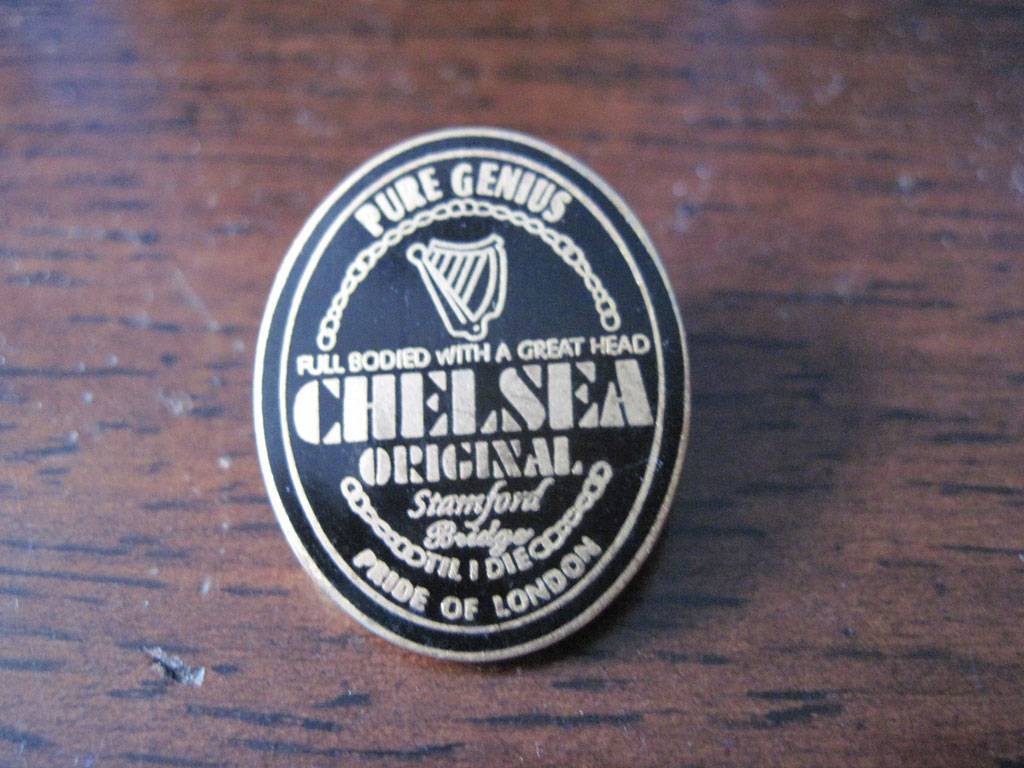 PURE GENIUS
FULL BODIED WITH A GREAT HEAD
CHELSEA
ORIGINAL
Stamford
Bridge
TIL I DIE
PRIDE OF LONDON